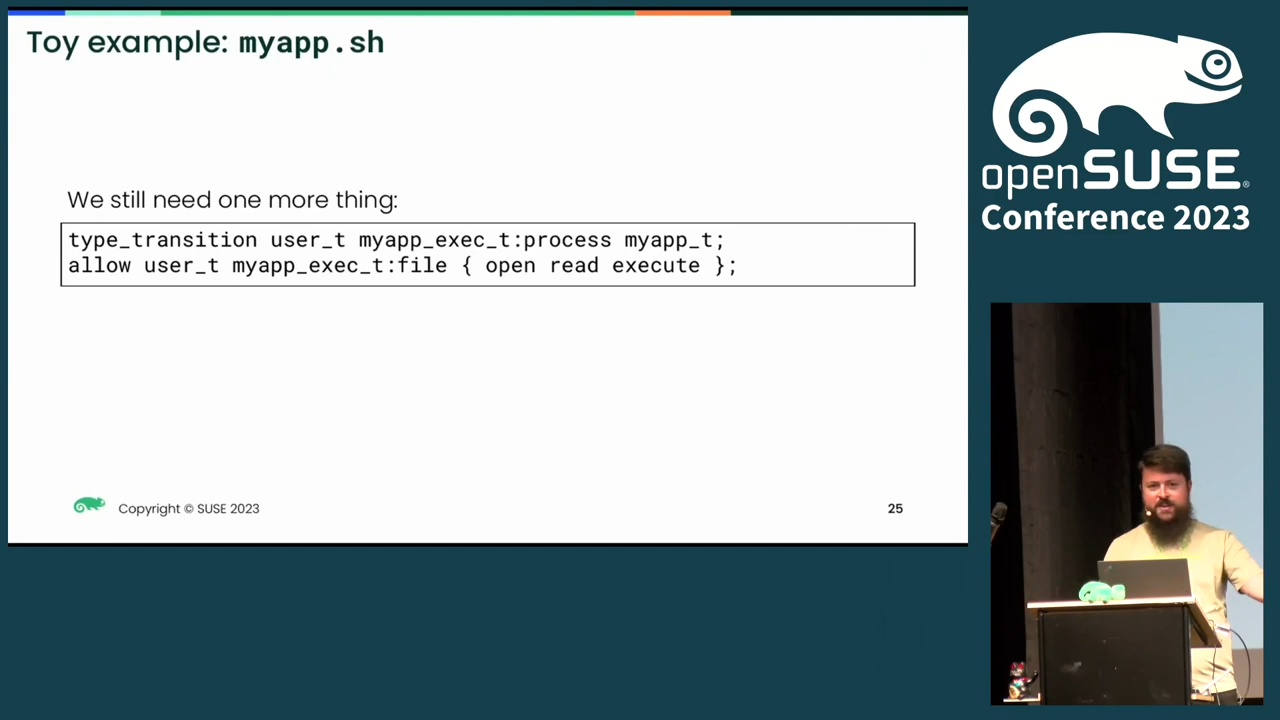 Toy example: myapp.sh
We still need one more thing:
type_transition user_t myapp_exec_t:process myapp_t;
allow user_t myapp_exec_t:file { open read execute };
Copyright © SUSE 2023
25
openSUSE®
Conference 2023